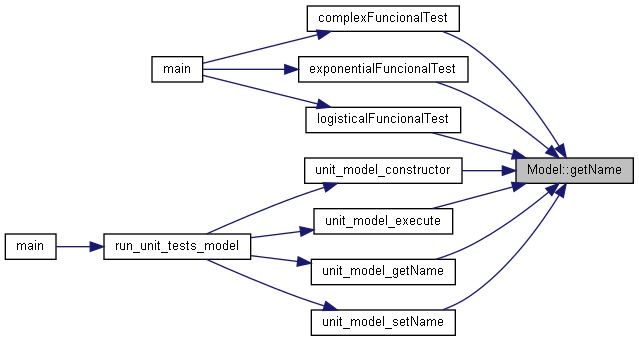 complexFuncionalTest
main
exponentialFuncionalTest
logisticalFuncionalTest
Model::getName
unit_model_constructor
unit_model_execute
main
run_unit_tests_model
unit_model_getName
unit_model_setName